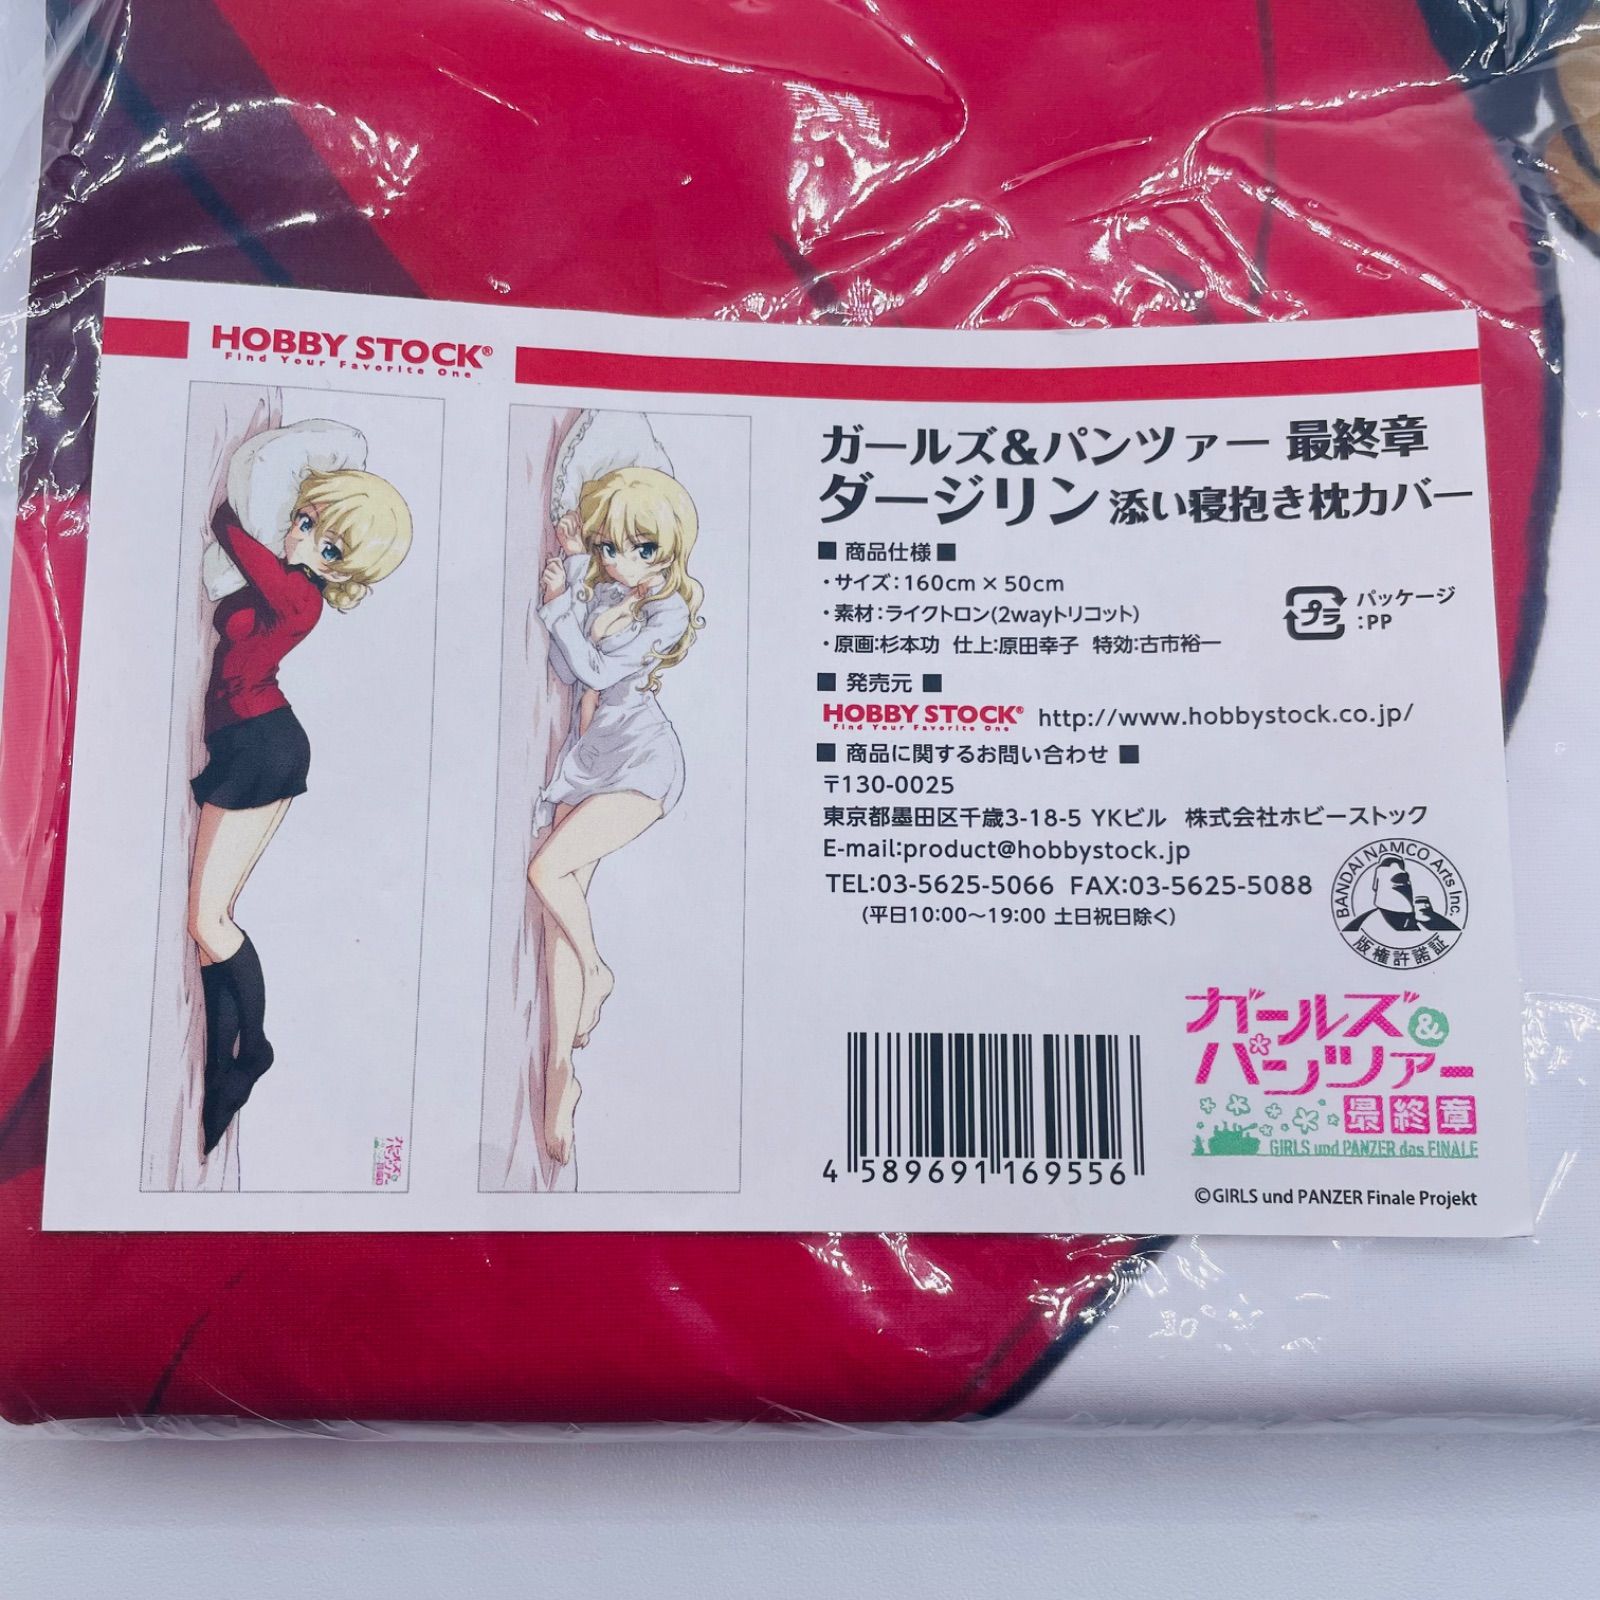 HOBBY STOCK®
Find Your Favorite One
ガールズ&パンツァー 最終章
ダージリン 添い寝抱き枕カバー
■ 商品仕様 ■
・サイズ:160cm × 50cm
・素材:ライクトロン(2wayトリコット)
・原画:杉本功 仕上:原田幸子 特効:古市裕一
プラ
パッケージ
:PP
■ 発売元 ■
HOBBY STOCK® http://www.hobbystock.co.jp/
Find Your Favorite One
■ 商品に関するお問い合わせ ■
〒130-0025
東京都墨田区千歳3-18-5 YKビル 株式会社ホビーストック
E-mail:product@hobbystock.jp
TEL:03-5625-5066 FAX:03-5625-5088
(平日10:00〜19:00 土日祝日除く)
BANDAI NAMCO Arts Inc.
版権許諾証
ガールズ&
パンツァー
最終章
GIRLS und PANZER das FINALE
4 589691 169556
©GIRLS und PANZER Finale Projekt